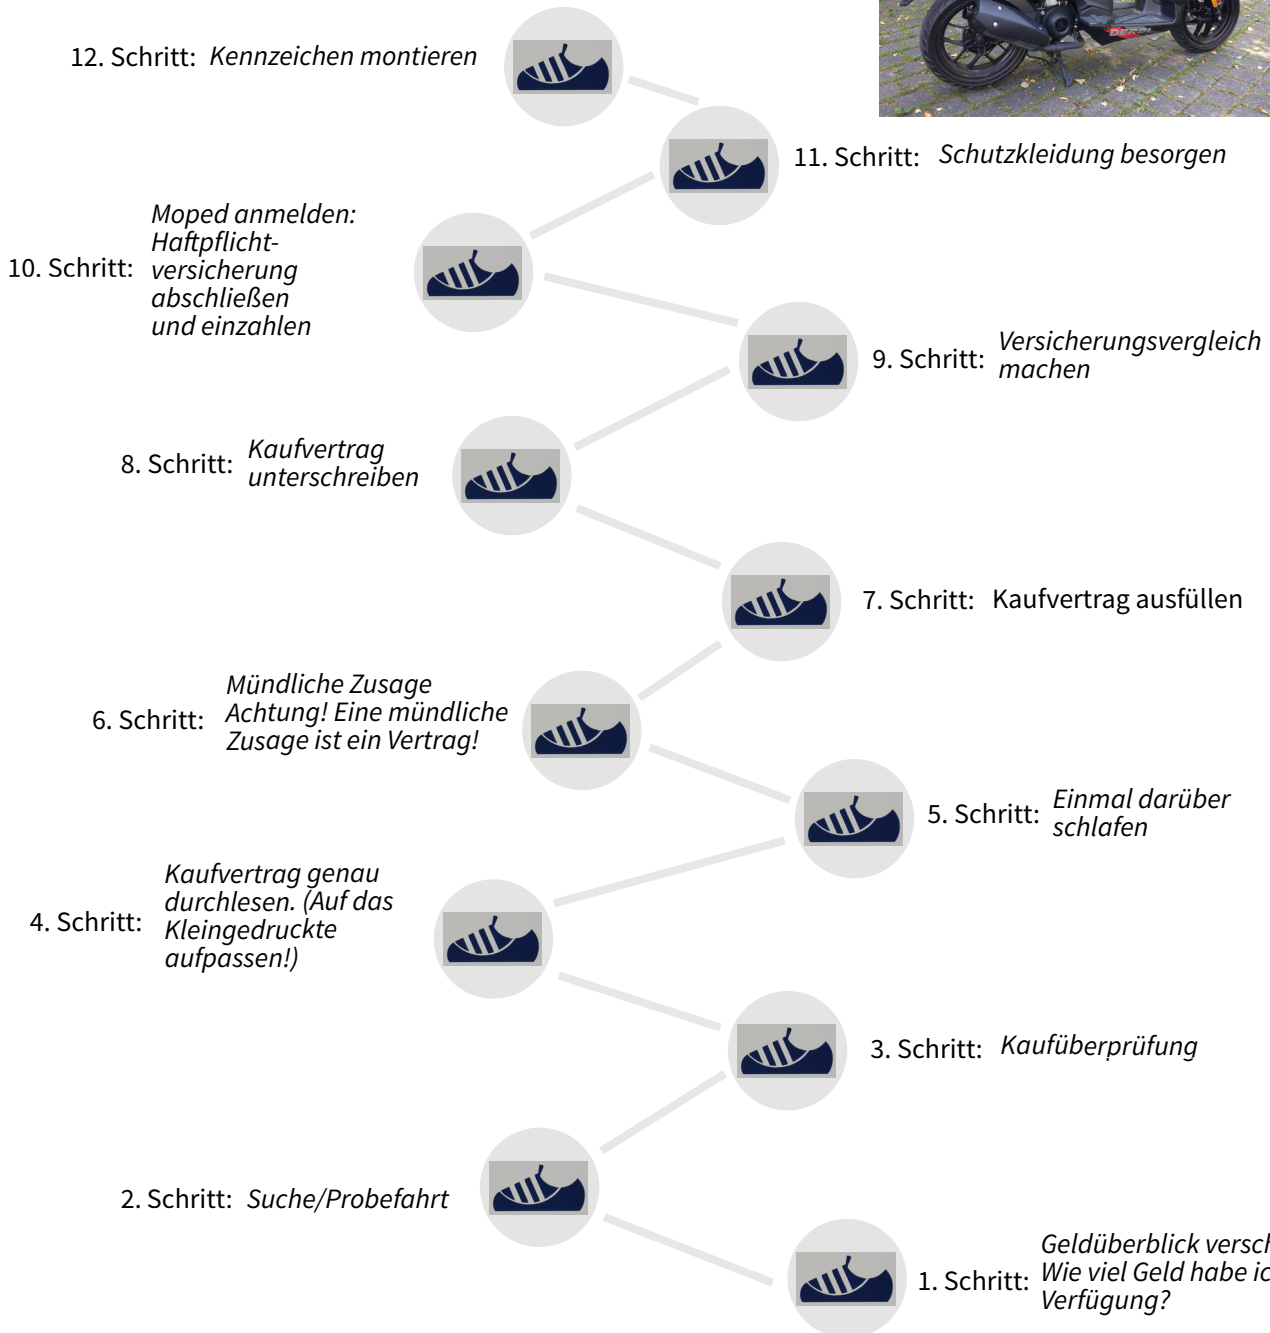 12. Schritt: Kennzeichen montieren
11. Schritt: Schutzkleidung besorgen
10. Schritt: Moped anmelden:
Haftpflicht-
versicherung
abschließen
und einzahlen
9. Schritt: Versicherungsvergleich
machen
8. Schritt: Kaufvertrag
unterschreiben
7. Schritt: Kaufvertrag ausfüllen
6. Schritt: Mündliche Zusage
Achtung! Eine mündliche
Zusage ist ein Vertrag!
5. Schritt: Einmal darüber
schlafen
4. Schritt: Kaufvertrag genau
durchlesen. (Auf das
Kleingedruckte
aufpassen!)
3. Schritt: Kaufüberprüfung
2. Schritt: Suche/Probefahrt
1. Schritt: Geldüberblick
Wie viel Geld habe
Verfügung?